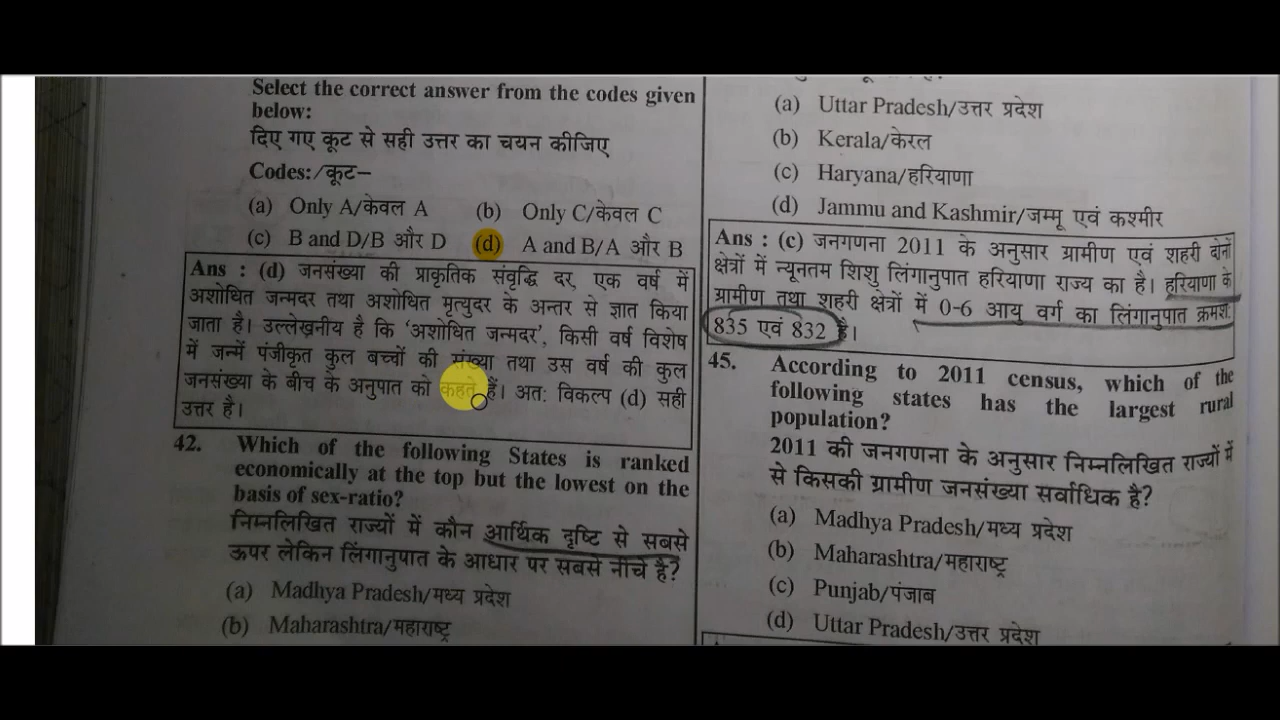 Select the correct answer from the codes given
below:
दिए गए कूट से सही उत्तर का चयन कीजिए
Codes:/कूट–
(a) Only A/केवल A (b) Only C/केवल C
(c) B and D/B और D (d) A and B/A और B
Ans : (d) जनसंख्या की प्राकृतिक संवृद्धि दर, एक वर्ष में
अशोधित जन्मदर तथा अशोधित मृत्युदर के अन्तर से ज्ञात किया
जाता है। उल्लेखनीय है कि ‘अशोधित जन्मदर’, किसी वर्ष विशेष
में जन्में पंजीकृत कुल बच्चों की संख्या तथा उस वर्ष की कुल
जनसंख्या के बीच के अनुपात को कहते हैं। अत: विकल्प (d) सही
उत्तर है।
42. Which of the following States is ranked
economically at the top but the lowest on the
basis of sex-ratio?
निम्नलिखित राज्यों में कौन आर्थिक दृष्टि से सबसे
ऊपर लेकिन लिंगानुपात के आधार पर सबसे नीचे है?
(a) Madhya Pradesh/मध्य प्रदेश
(b) Maharashtra/महाराष्ट्र
(a) Uttar Pradesh/उत्तर प्रदेश
(b) Kerala/केरल
(c) Haryana/हरियाणा
(d) Jammu and Kashmir/जम्मू एवं कश्मीर
Ans : (c) जनगणना 2011 के अनुसार ग्रामीण एवं शहरी दोनों
क्षेत्रों में न्यूनतम शिशु लिंगानुपात हरियाणा राज्य का है। हरियाणा के
ग्रामीण तथा शहरी क्षेत्रों में 0-6 आयु वर्ग का लिंगानुपात क्रमश:
835 एवं 832 है।
45. According to 2011 census, which of the
following states has the largest rural
population?
2011 की जनगणना के अनुसार निम्नलिखित राज्यों में
से किसकी ग्रामीण जनसंख्या सर्वाधिक है?
(a) Madhya Pradesh/मध्य प्रदेश
(b) Maharashtra/महाराष्ट्र
(c) Punjab/पंजाब
(d) Uttar Pradesh/उत्तर प्रदेश